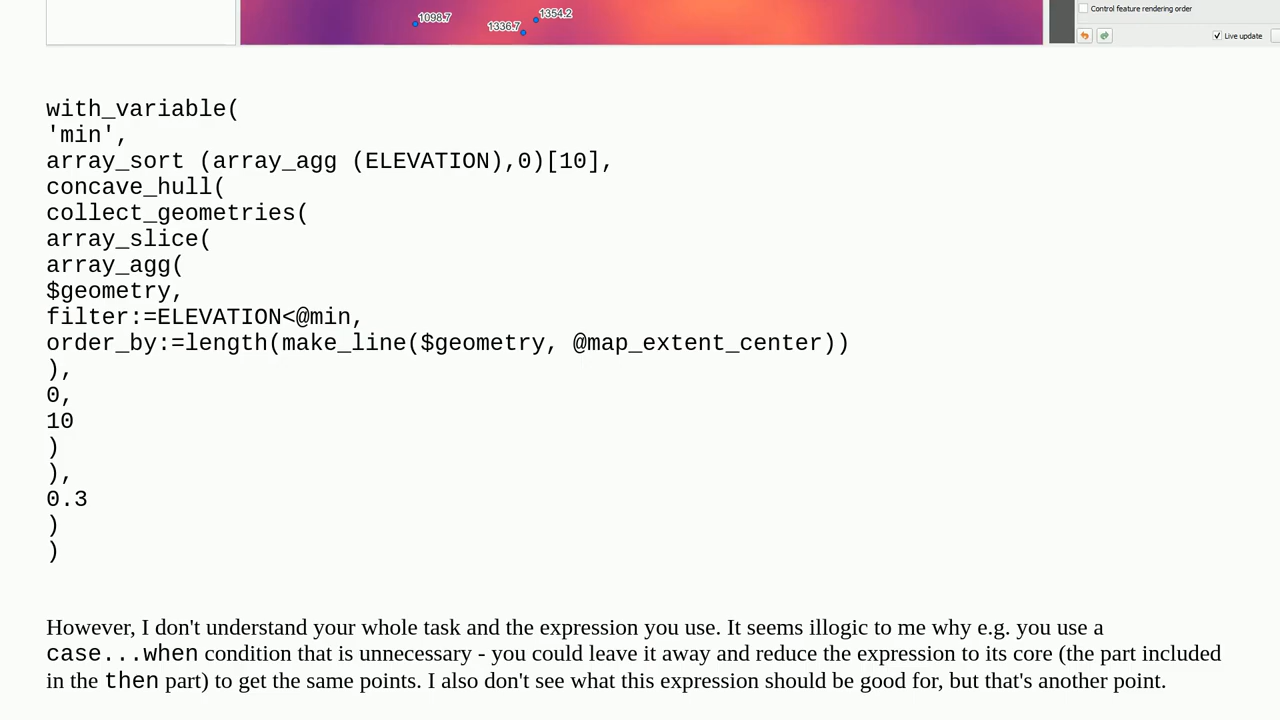 1098.7
1354.2
1336.7
Control feature rendering order
Live update
with_variable(
'min',
array_sort (array_agg (ELEVATION),0)[10],
concave_hull(
collect_geometries(
array_slice(
array_agg(
$geometry,
filter:=ELEVATION<@min,
order_by:=length(make_line($geometry, @map_extent_center))
),
0,
10
)
),
0.3
)
)
However, I don't understand your whole task and the expression you use. It seems illogic to me why e.g. you use a
case...when condition that is unnecessary - you could leave it away and reduce the expression to its core (the part included
in the then part) to get the same points. I also don't see what this expression should be good for, but that's another point.